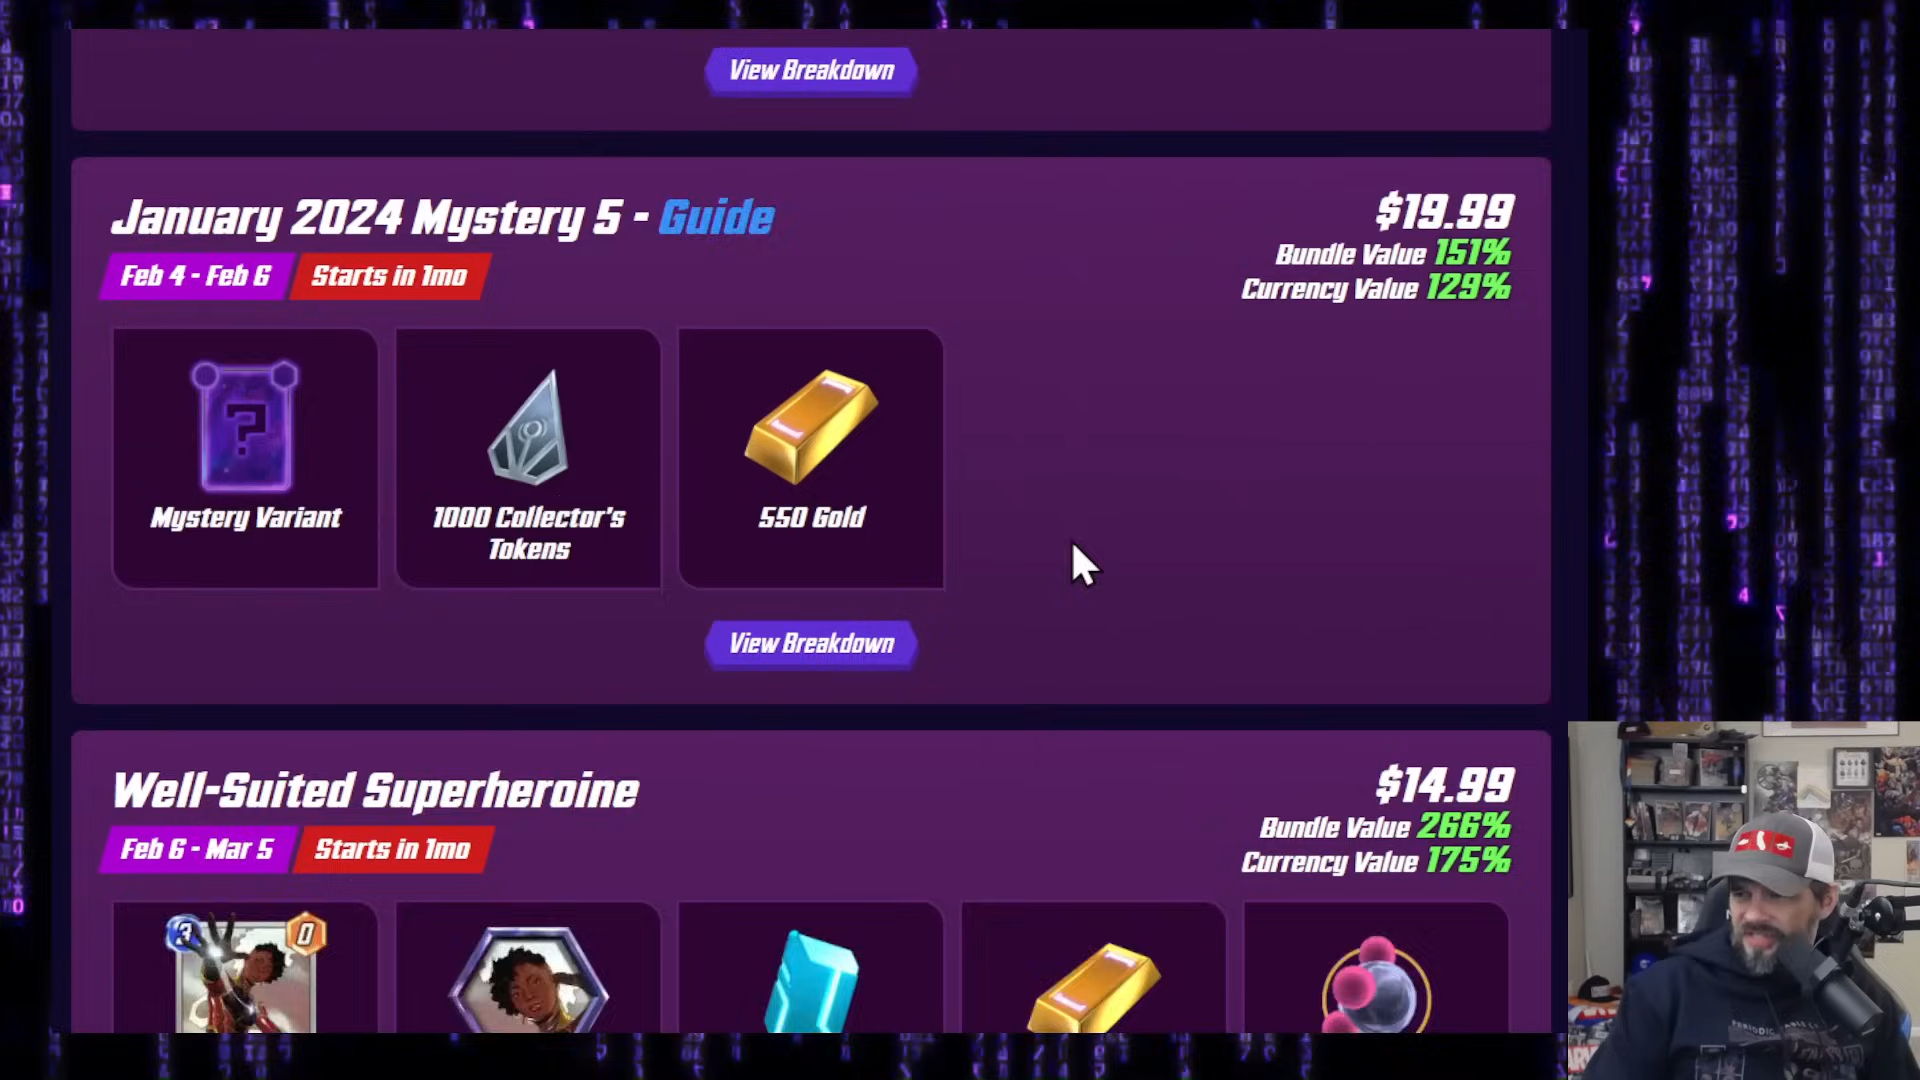 View Breakdown
January 2024 Mystery 5 - Guide
$19.99
Feb 4 - Feb 6
Starts in 1mo
Bundle Value 151%
Currency Value 129%
Mystery Variant
1000 Collector's
Tokens
550 Gold
View Breakdown
Well-Suited Superheroine
$14.99
Feb 6 - Mar 5
Starts in 1mo
Bundle Value 266%
Currency Value 175%
3
0